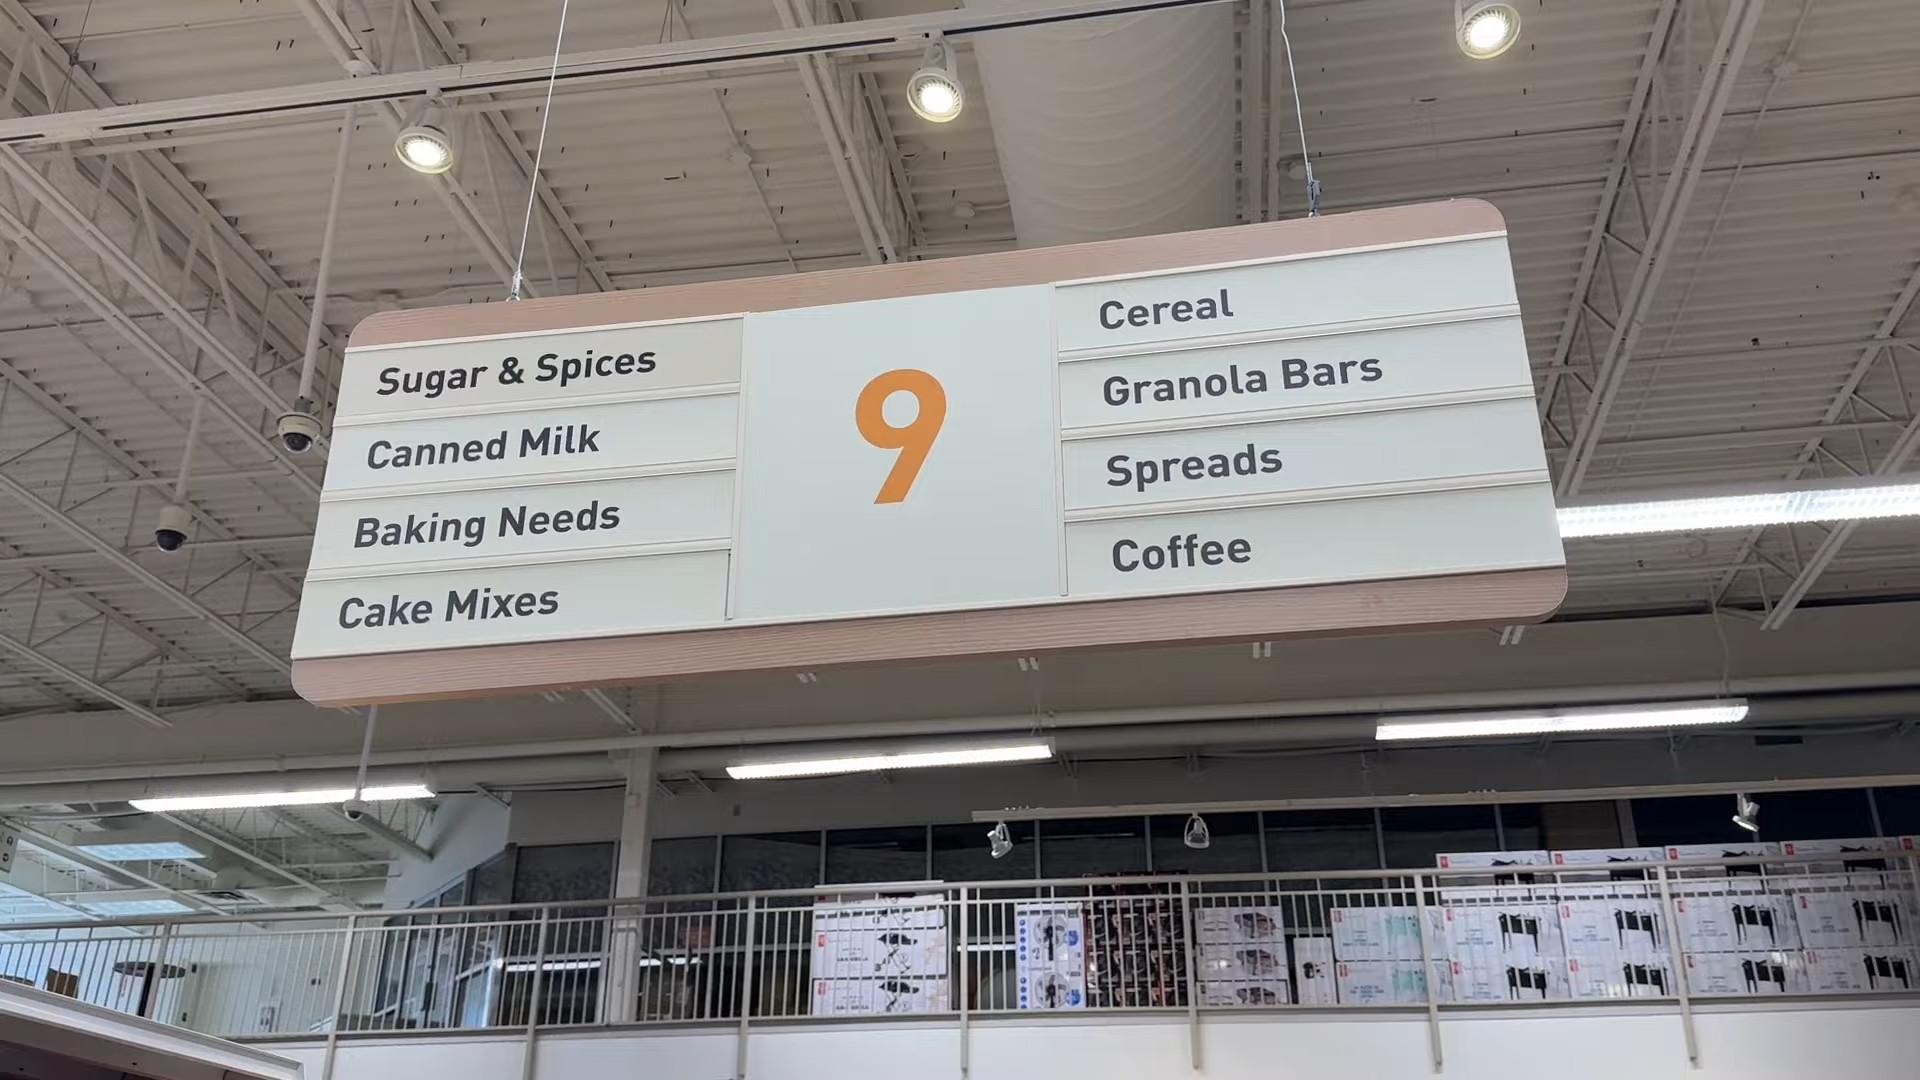 Sugar & Spices
Canned Milk
Baking Needs
Cake Mixes
9
Cereal
Granola Bars
Spreads
Coffee